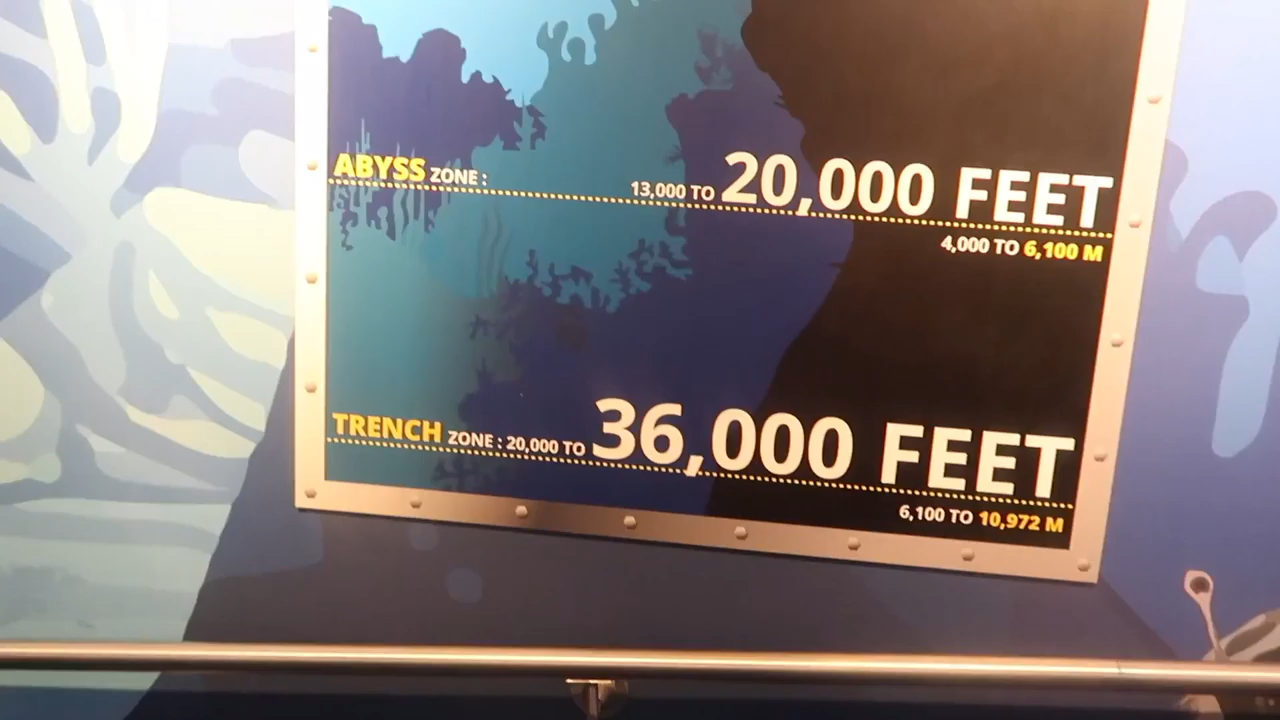 ABYSS ZONE : 13,000 TO 20,000 FEET
4,000 TO 6,100 M
TRENCH ZONE : 20,000 TO 36,000 FEET
6,100 TO 10,972 M